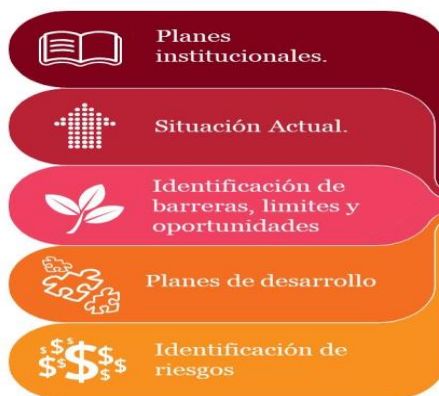 Planes
institucionales.
Situación Actual.
Identificación de
barreras, limites y
oportunidades
Planes de desarrollo
Identificación de
riesgos